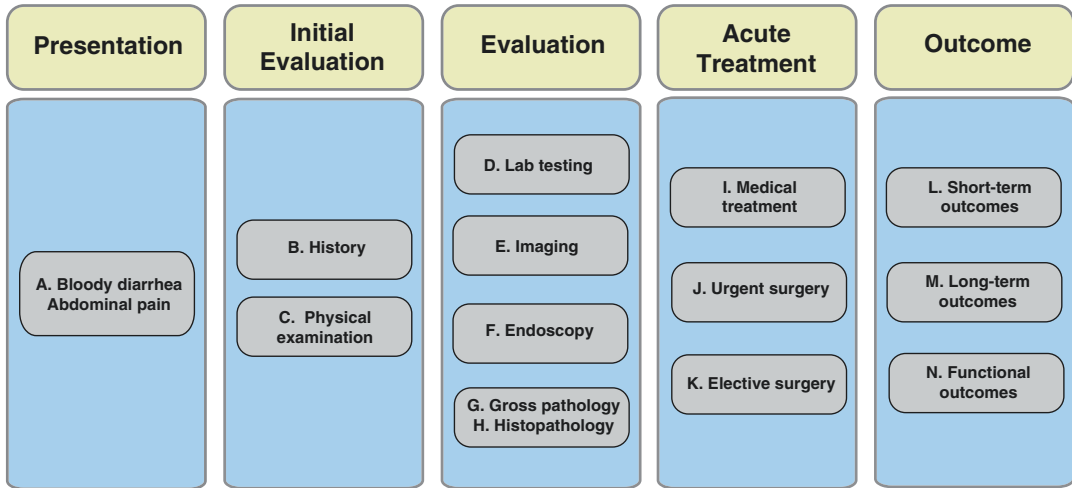 Presentation
Initial
Evaluation
Evaluation
Acute
Treatment
Outcome
A. Bloody diarrhea
Abdominal pain
B. History
C. Physical
examination
D. Lab testing
E. Imaging
F. Endoscopy
G. Gross pathology
H. Histopathology
I. Medical
treatment
J. Urgent surgery
K. Elective surgery
L. Short-term
outcomes
M. Long-term
outcomes
N. Functional
outcomes